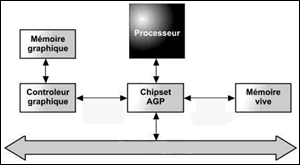 Processeur
Mémoire
graphique
Controleur
graphique
Chipset
AGP
Mémoire
vive